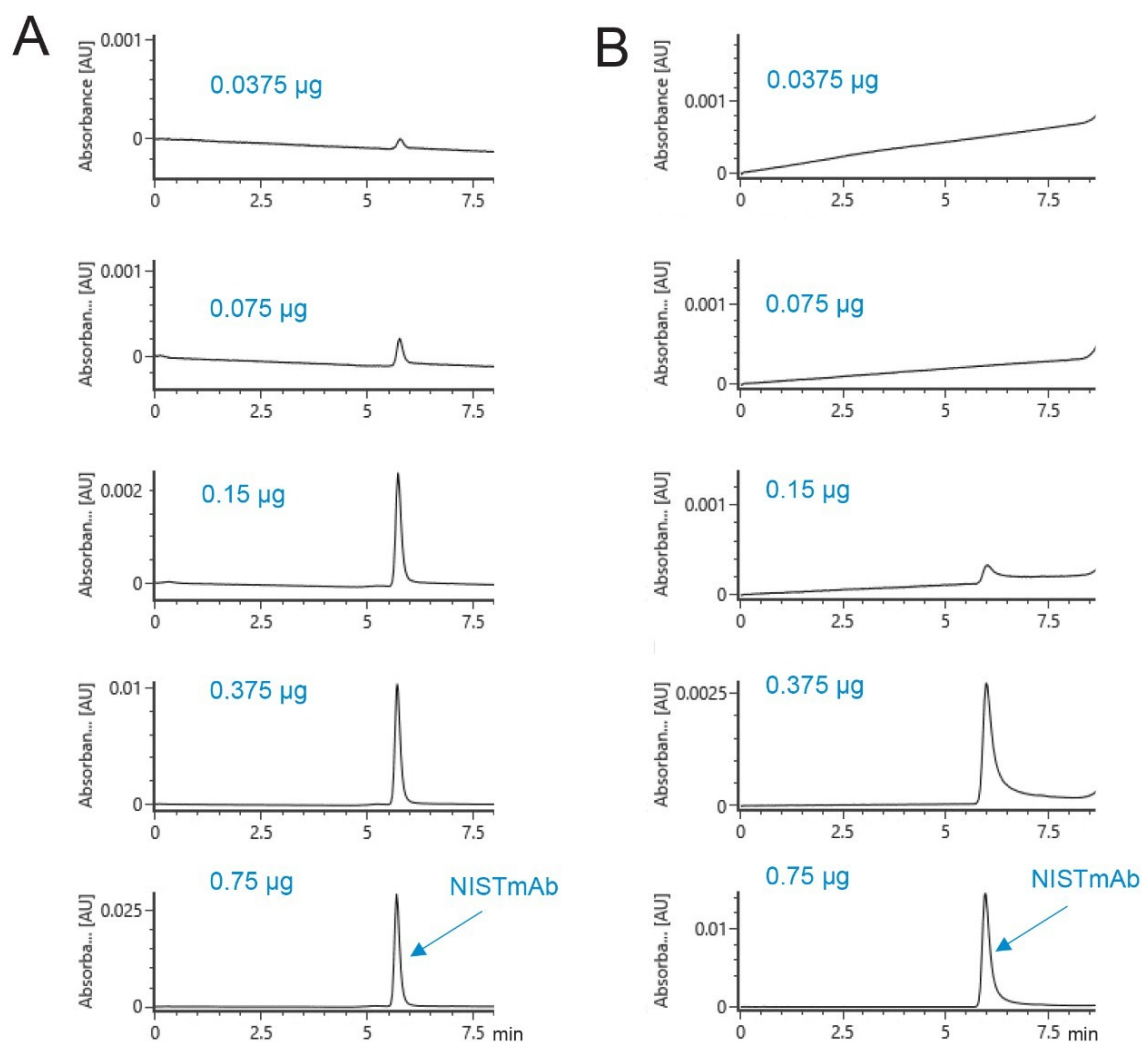 A
Absorbance [AU]
0.001
0
0.0375 µg
0 2.5 5 7.5
Absorban... [AU]
0.001
0
0.075 µg
0 2.5 5 7.5
Absorban... [AU]
0.002
0
0.15 µg
0 2.5 5 7.5
Absorban... [AU]
0.01
0
0.375 µg
0 2.5 5 7.5
Absorba... [AU]
0.025
0
0.75 µg
NISTmAb
0 2.5 5 7.5 min
B
Absorbance [AU]
0.001
0
0.0375 µg
0 2.5 5 7.5
Absorban... [AU]
0.001
0
0.075 µg
0 2.5 5 7.5
Absorban... [AU]
0.001
0
0.15 µg
0 2.5 5 7.5
Absorban... [AU]
0.0025
0
0.375 µg
0 2.5 5 7.5
Absorba... [AU]
0.01
0
0.75 µg
NISTmAb
0 2.5 5 7.5 min